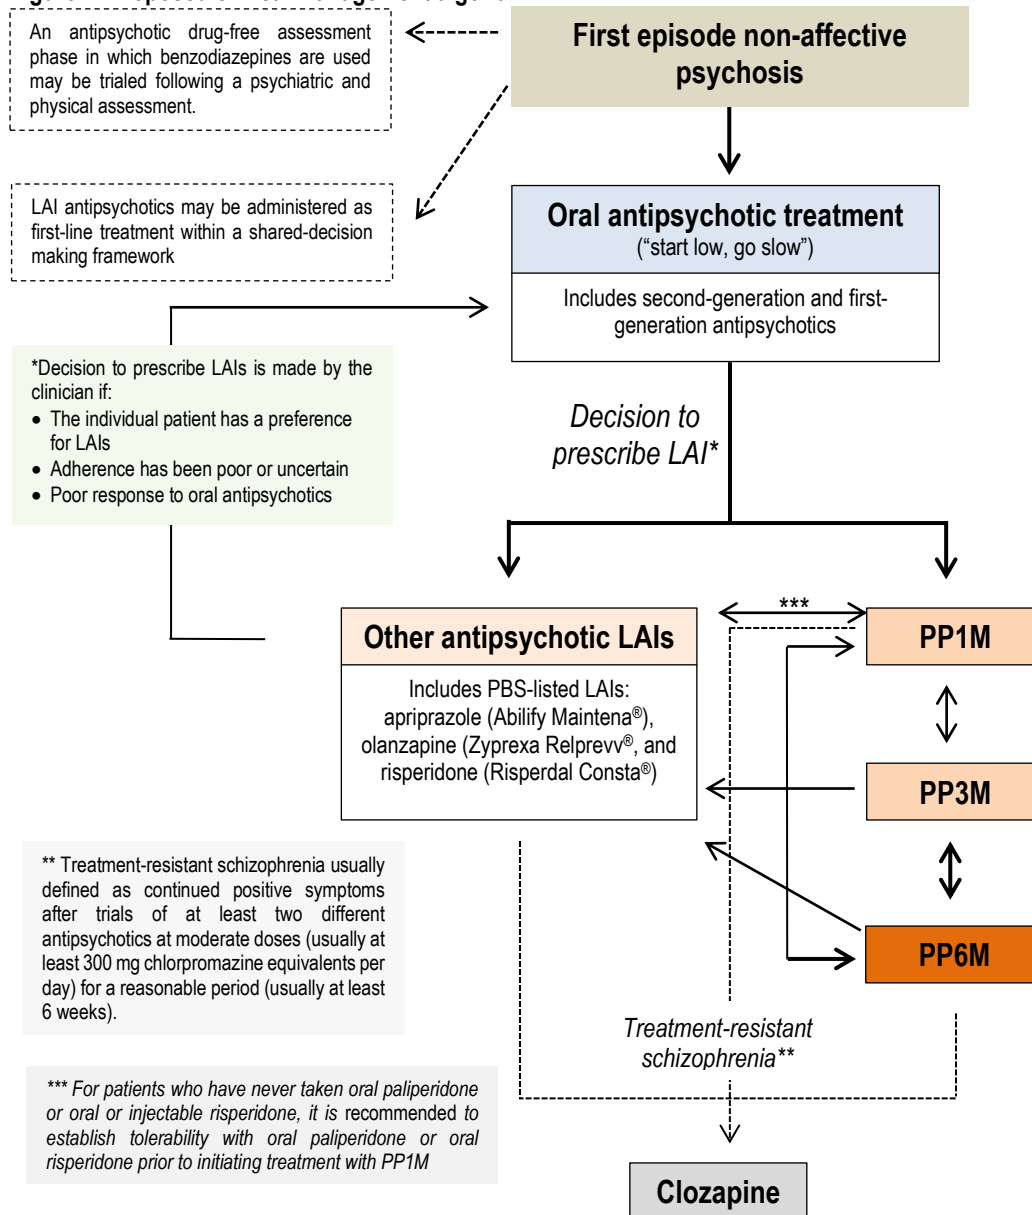 An antipsychotic drug-free assessment
phase in which benzodiazepines are used
may be trialed following a psychiatric and
physical assessment.
First episode non-affective
psychosis
LAI antipsychotics may be administered as
first-line treatment within a shared-decision
making framework
Oral antipsychotic treatment
(“start low, go slow”)
Includes second-generation and first-
generation antipsychotics
*Decision to prescribe LAIs is made by the
clinician if:
• The individual patient has a preference
for LAIs
• Adherence has been poor or uncertain
• Poor response to oral antipsychotics
Decision to
prescribe LAI*
***
Other antipsychotic LAIs
Includes PBS-listed LAIs:
apriprazole (Abilify Maintena®),
olanzapine (Zyprexa Relprevv®, and
risperidone (Risperdal Consta®)
PP1M
PP3M
PP6M
** Treatment-resistant schizophrenia usually
defined as continued positive symptoms
after trials of at least two different
antipsychotics at moderate doses (usually at
least 300 mg chlorpromazine equivalents per
day) for a reasonable period (usually at least
6 weeks).
Treatment-resistant
schizophrenia**
*** For patients who have never taken oral paliperidone
or oral or injectable risperidone, it is recommended to
establish tolerability with oral paliperidone or oral
risperidone prior to initiating treatment with PP1M
Clozapine